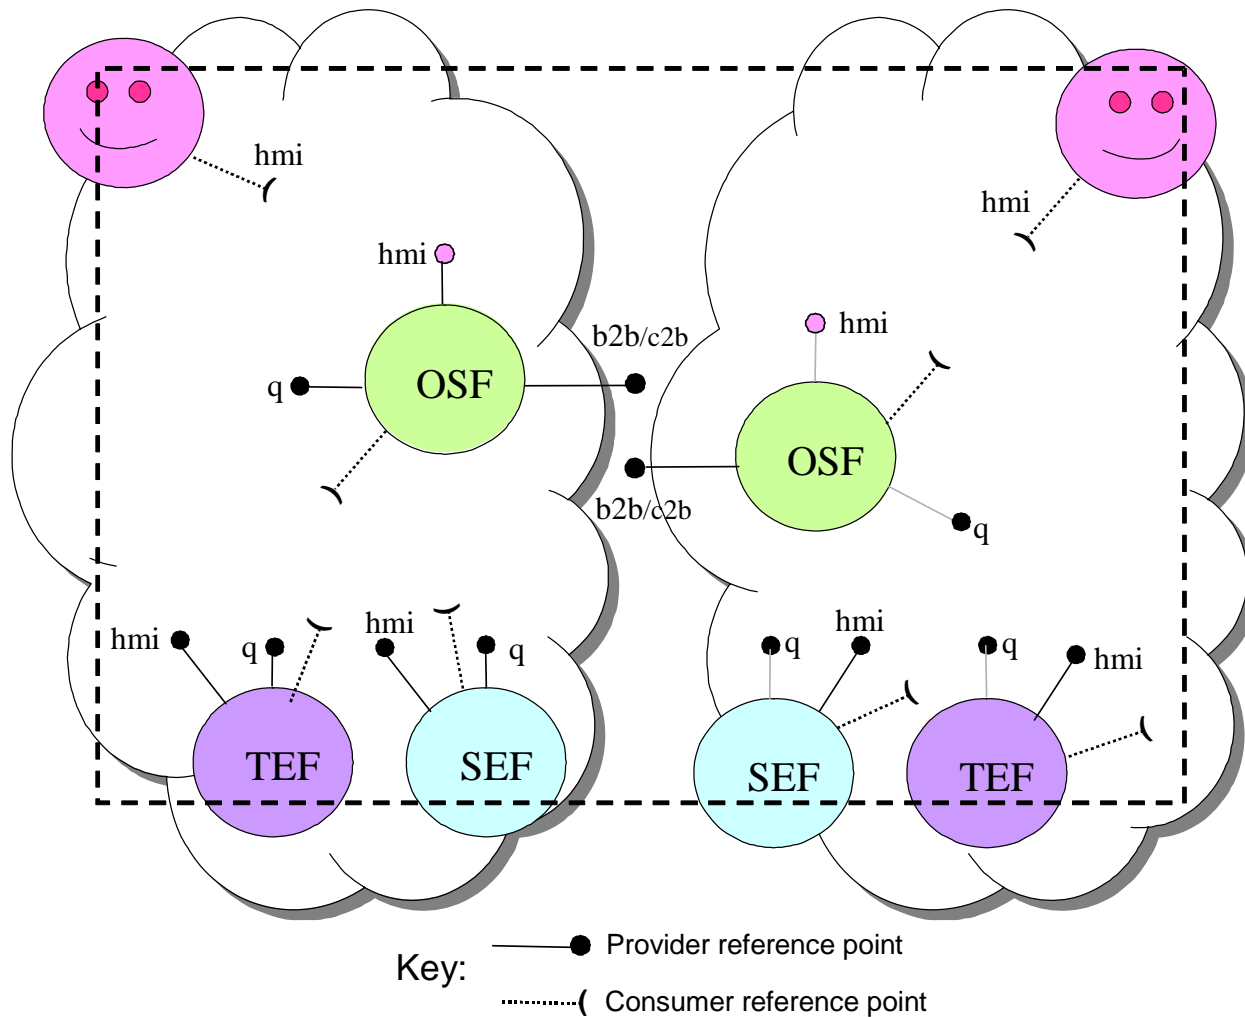 hmi
hmi
hmi
b2b/c2b
hmi
q
OSF
OSF
b2b/c2b
q
hmi
q
hmi
q
q
hmi
q
hmi
TEF
SEF
SEF
TEF
Key:
Provider reference point
Consumer reference point